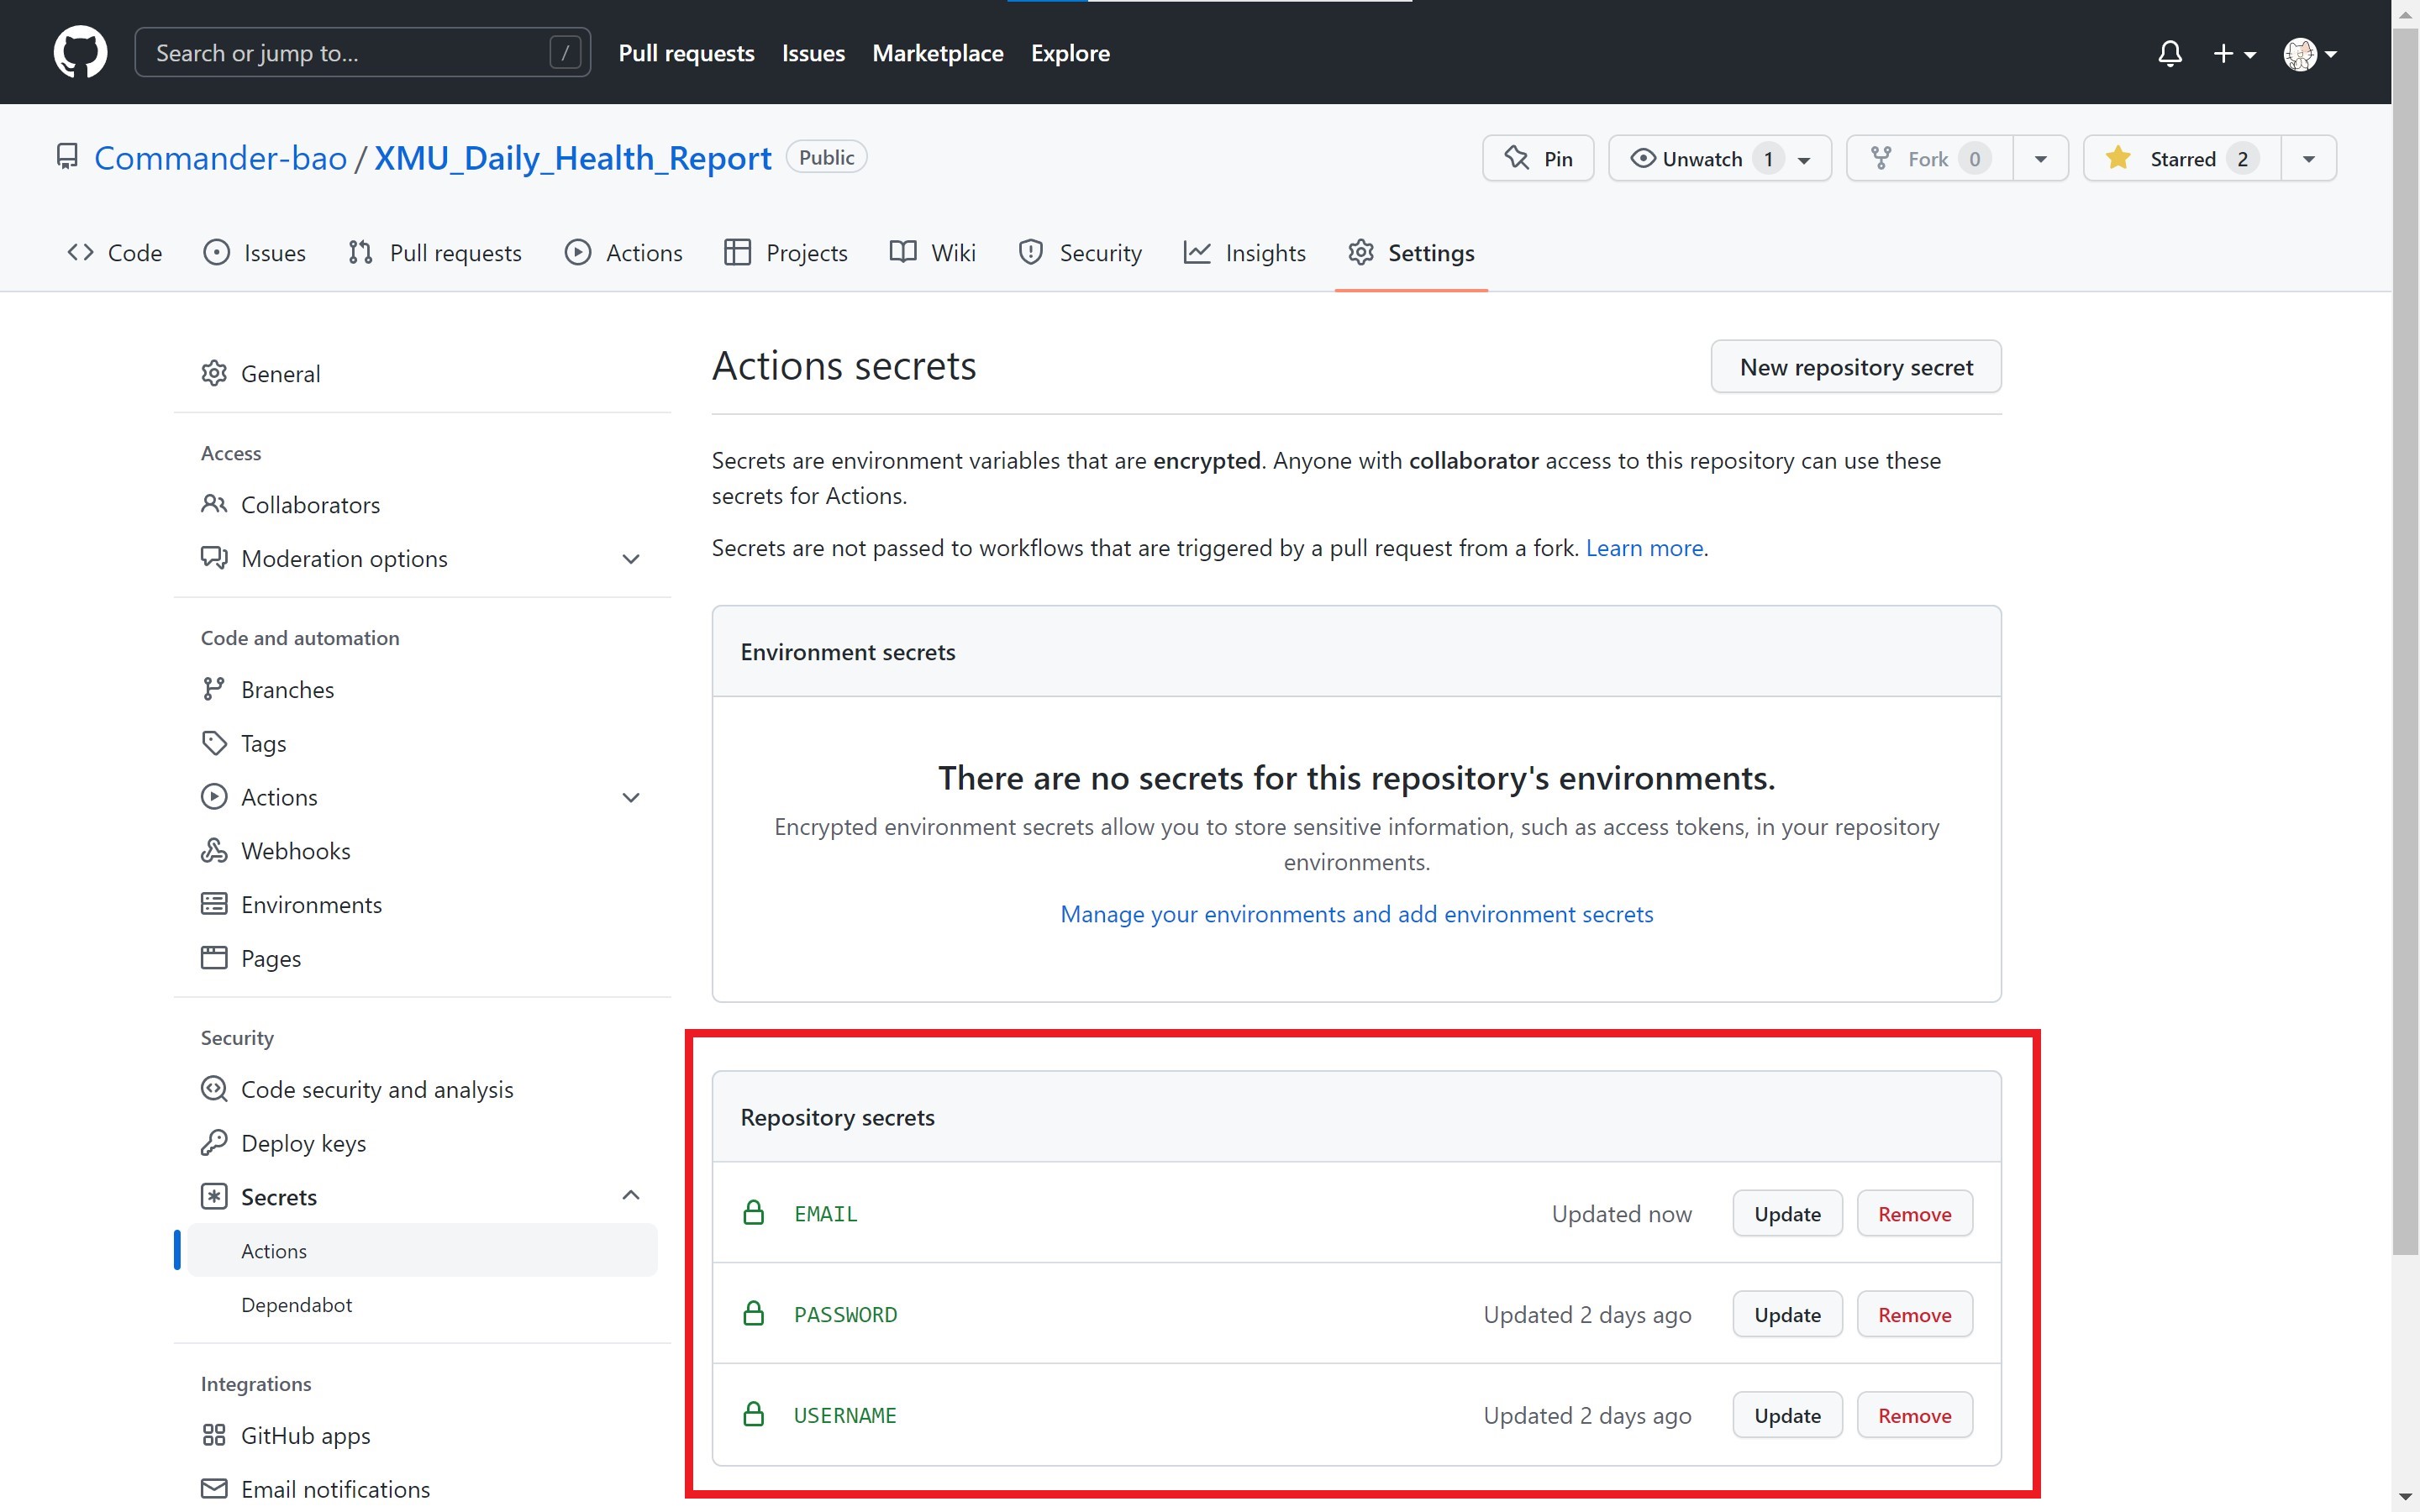 Search or jump to... /
Pull requests Issues Marketplace Explore
Commander-bao / XMU_Daily_Health_Report Public
Pin Unwatch 1 Fork 0 Starred 2
Code Issues Pull requests Actions Projects Wiki Security Insights Settings
General
Access
Collaborators
Moderation options
Code and automation
Branches
Tags
Actions
Webhooks
Environments
Pages
Security
Code security and analysis
Deploy keys
Secrets
Actions
Dependabot
Integrations
GitHub apps
Email notifications
Actions secrets
New repository secret
Secrets are environment variables that are encrypted. Anyone with collaborator access to this repository can use these
secrets for Actions.
Secrets are not passed to workflows that are triggered by a pull request from a fork. Learn more.
Environment secrets
There are no secrets for this repository's environments.
Encrypted environment secrets allow you to store sensitive information, such as access tokens, in your repository
environments.
Manage your environments and add environment secrets
Repository secrets
EMAIL Updated now Update Remove
PASSWORD Updated 2 days ago Update Remove
USERNAME Updated 2 days ago Update Remove